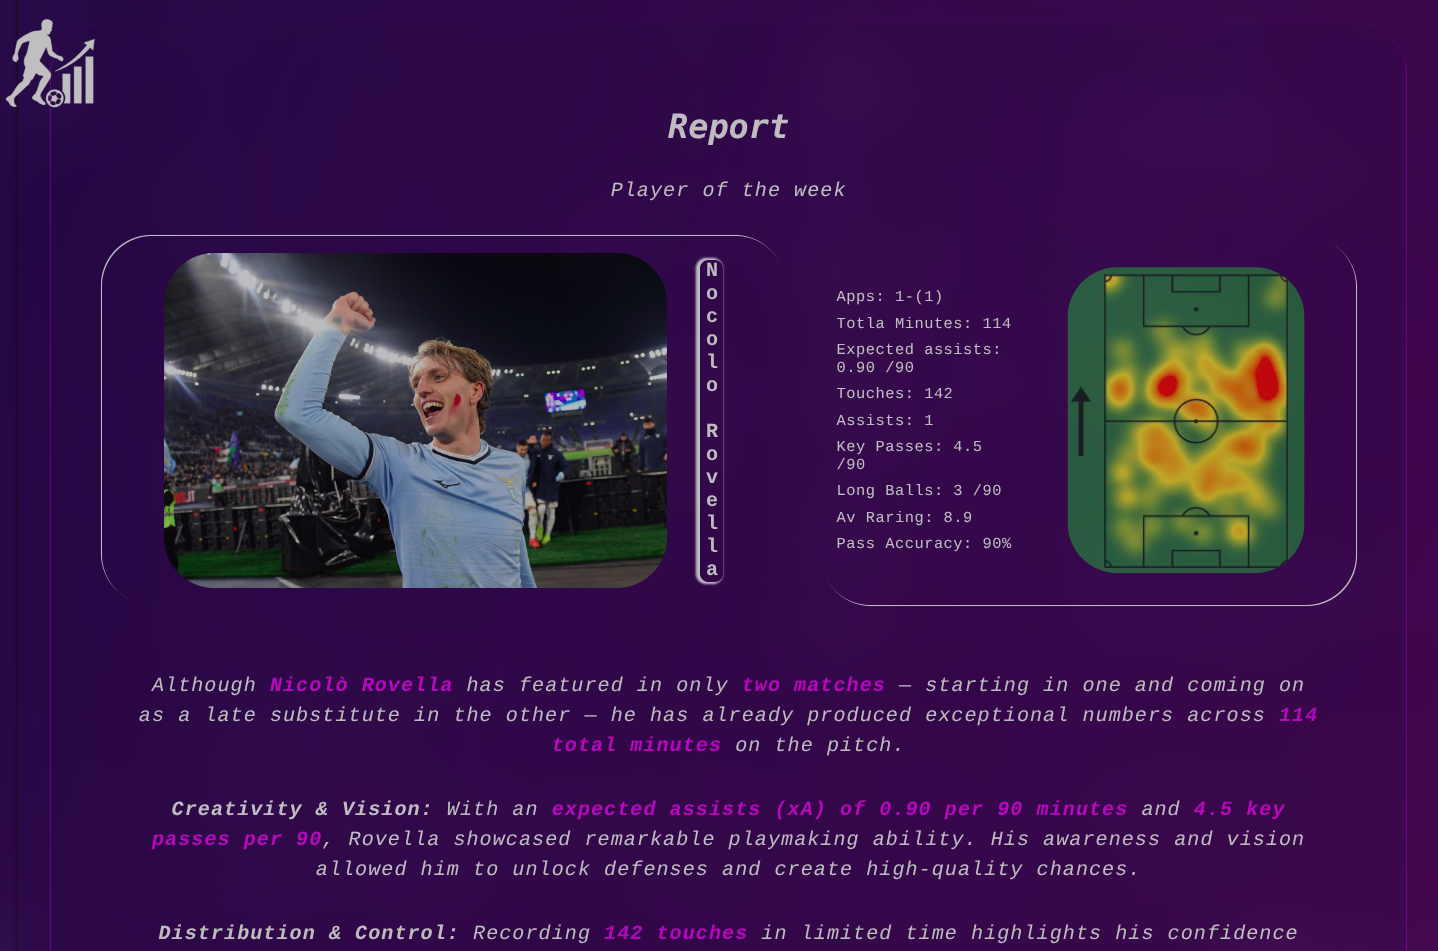 Report
Player of the week
Nocolo Rovella
Apps: 1-(1)
Totla Minutes: 114
Expected assists:
0.90 /90
Touches: 142
Assists: 1
Key Passes: 4.5
/90
Long Balls: 3 /90
Av Raring: 8.9
Pass Accuracy: 90%
Although Nicolò Rovella has featured in only two matches — starting in one and coming on
as a late substitute in the other — he has already produced exceptional numbers across 114
total minutes on the pitch.
Creativity & Vision: With an expected assists (xA) of 0.90 per 90 minutes and 4.5 key
passes per 90, Rovella showcased remarkable playmaking ability. His awareness and vision
allowed him to unlock defenses and create high-quality chances.
Distribution & Control: Recording 142 touches in limited time highlights his confidence